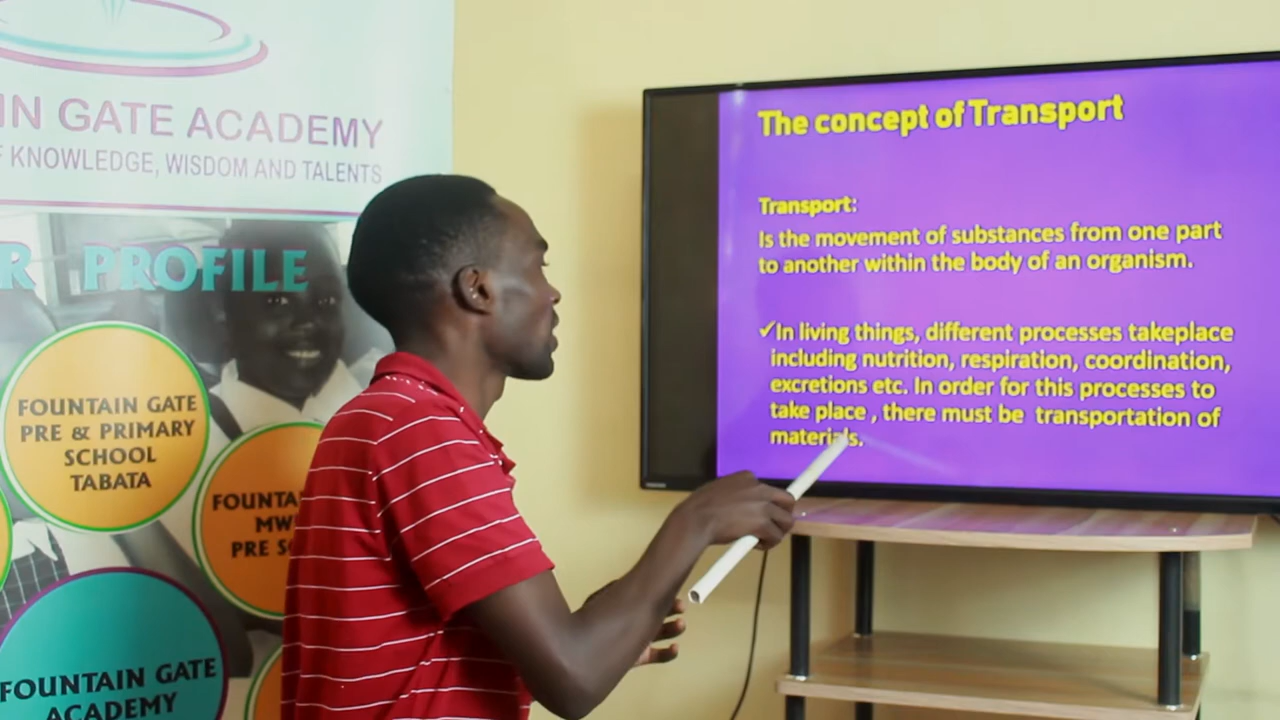 IN GATE ACADEMY
F KNOWLEDGE, WISDOM AND TALENTS
R PROFILE
FOUNTAIN GATE
PRE & PRIMARY
SCHOOL
TABATA
FOUNTA
MW
PRE S
FOUNTAIN GATE
ACADEMY
The concept of Transport
Transport:
Is the movement of substances from one part
to another within the body of an organism.
✓In living things, different processes takeplace
including nutrition, respiration, coordination,
excretions etc. In order for this processes to
take place , there must be transportation of
materials.